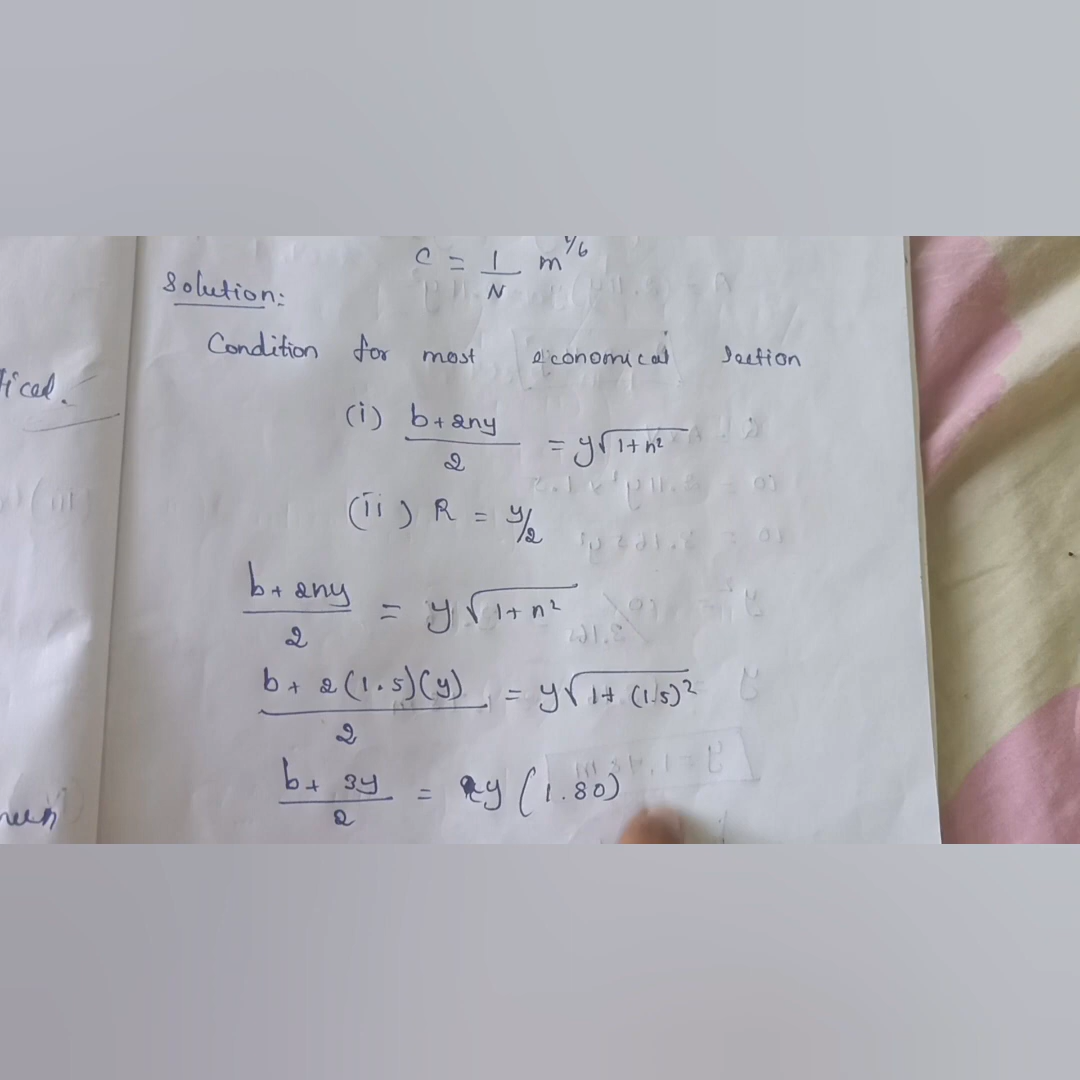 C = 1/N m^1/6
Solution:
Condition for most economical section
(i) b+2ny/2 = y√1+n²
(ii) R = y/2
b+2ny/2 = y√1+n²
b+2(1.5)(y)/2 = y√1+(1.5)²
b+3y/2 = y(1.80)